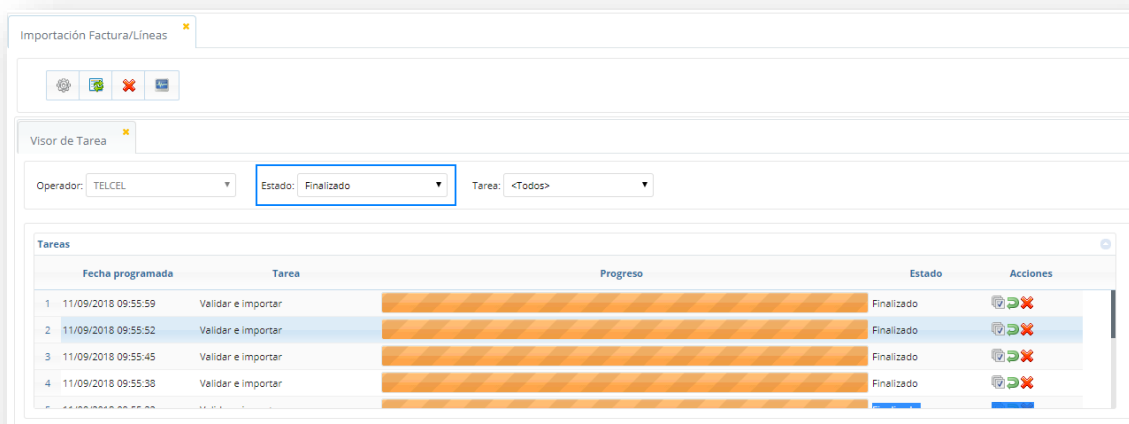 Importación Factura/Líneas
Visor de Tarea
Operador: TELCEL Estado: Finalizado Tarea: <Todos>
Tareas
Fecha programada Tarea Progreso Estado Acciones
1 11/09/2018 09:55:59 Validar e importar Finalizado
2 11/09/2018 09:55:52 Validar e importar Finalizado
3 11/09/2018 09:55:45 Validar e importar Finalizado
4 11/09/2018 09:55:38 Validar e importar Finalizado